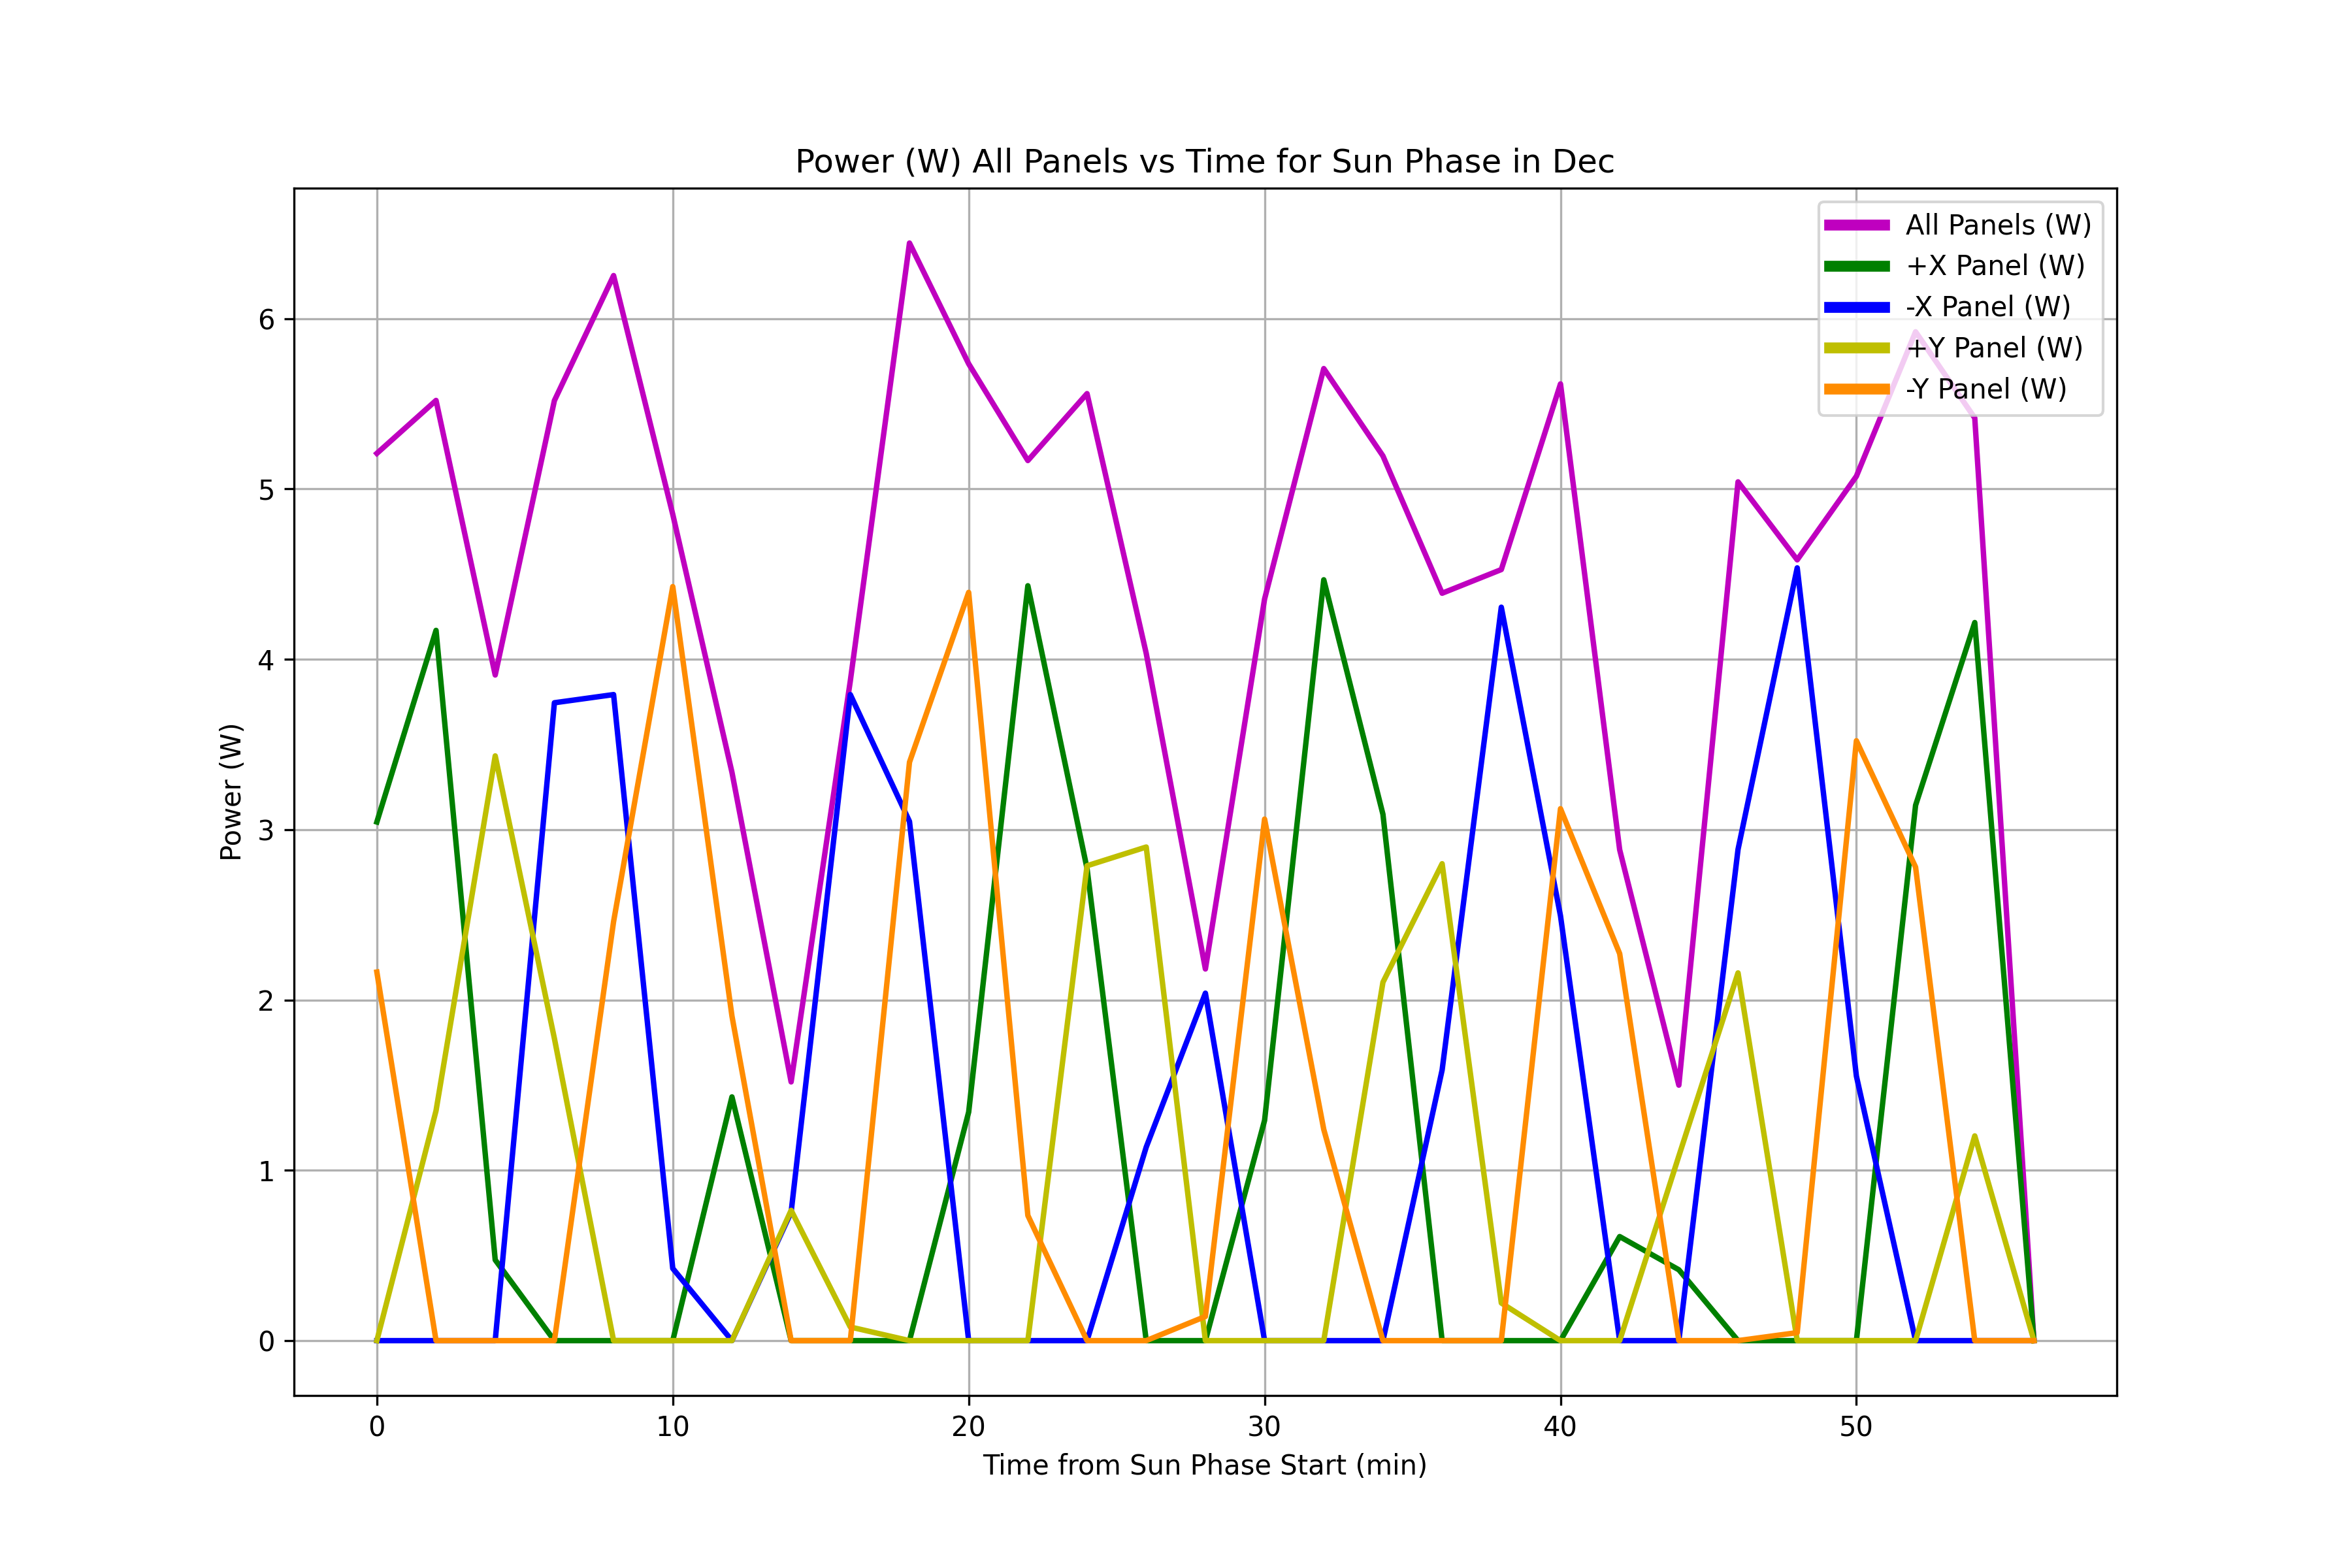 Power (W) All Panels vs Time for Sun Phase in Dec
All Panels (W)
+X Panel (W)
-X Panel (W)
+Y Panel (W)
-Y Panel (W)
6
5
4
3
2
1
0
Power (W)
0 10 20 30 40 50
Time from Sun Phase Start (min)